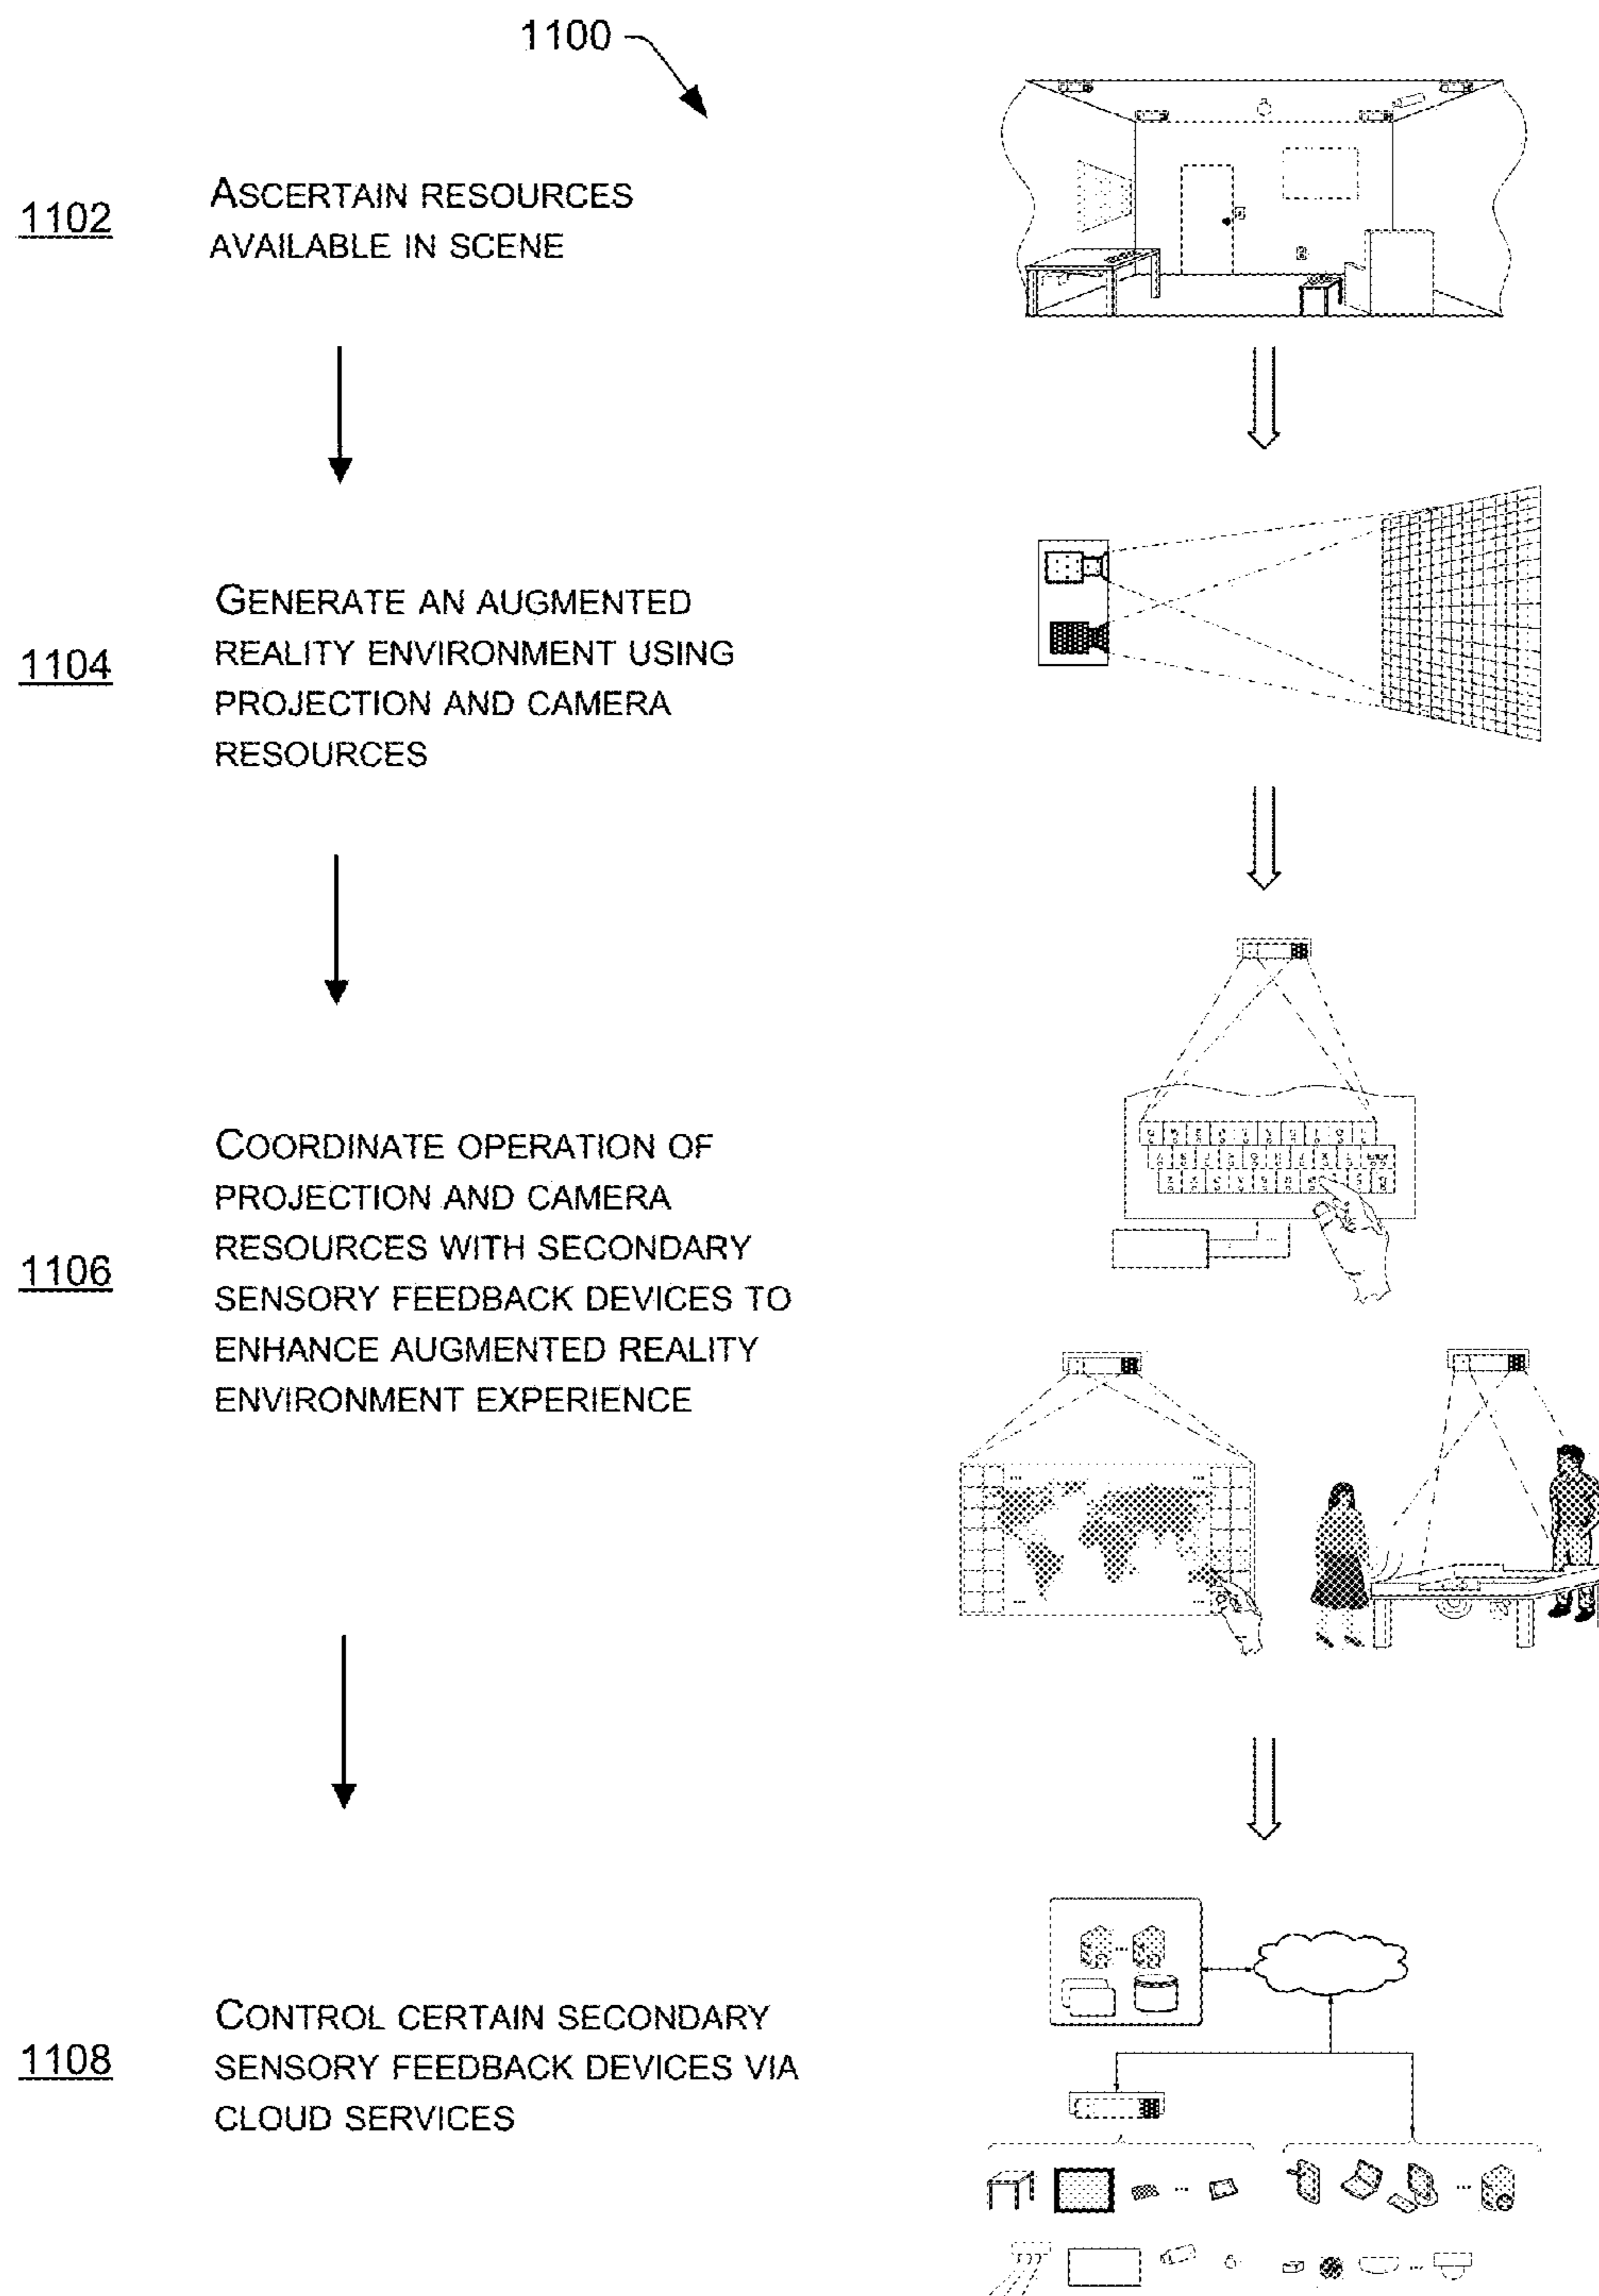 1100
1102
ASCERTAIN RESOURCES
AVAILABLE IN SCENE
1104
GENERATE AN AUGMENTED
REALITY ENVIRONMENT USING
PROJECTION AND CAMERA
RESOURCES
1106
COORDINATE OPERATION OF
PROJECTION AND CAMERA
RESOURCES WITH SECONDARY
SENSORY FEEDBACK DEVICES TO
ENHANCE AUGMENTED REALITY
ENVIRONMENT EXPERIENCE
1108
CONTROL CERTAIN SECONDARY
SENSORY FEEDBACK DEVICES VIA
CLOUD SERVICES